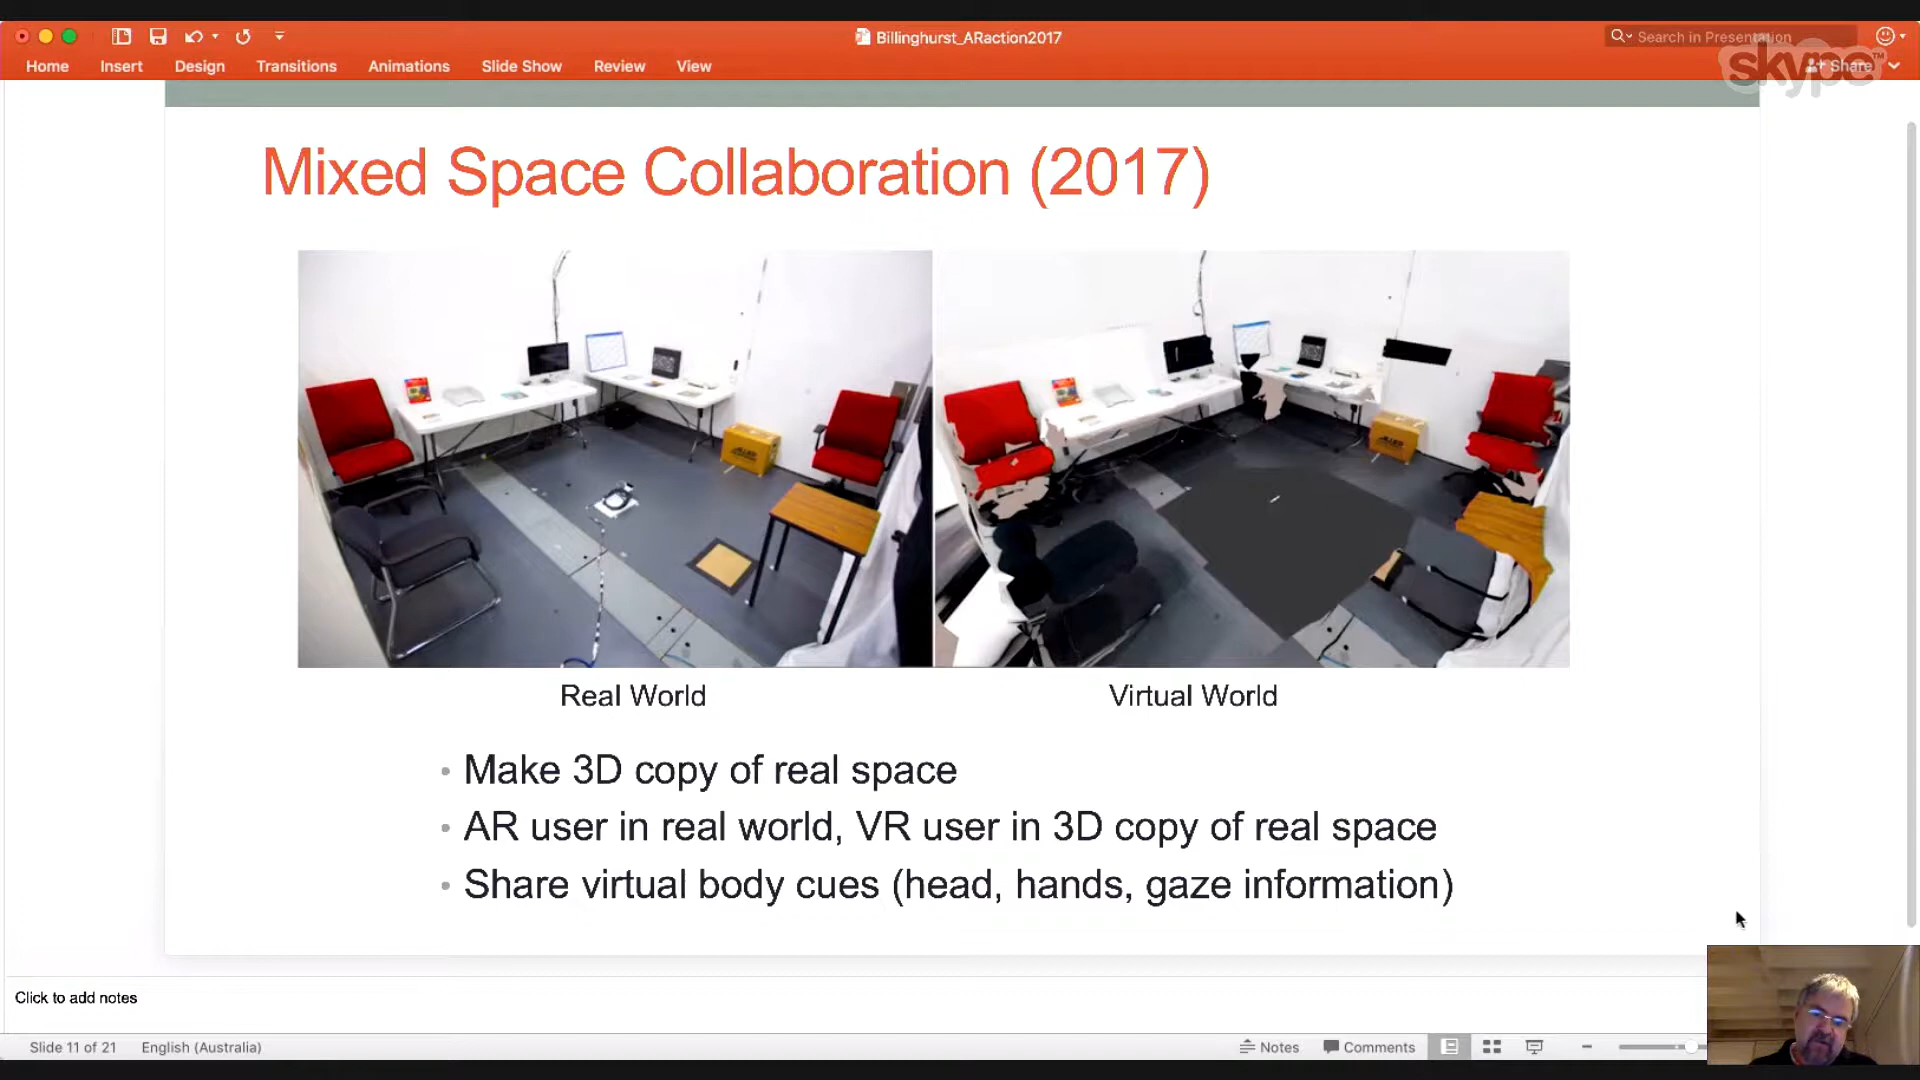 Billinghurst_ARaction2017
Search in Presentation
Home Insert Design Transitions Animations Slide Show Review View
Share
skype™
Mixed Space Collaboration (2017)
Real World
Virtual World
• Make 3D copy of real space
• AR user in real world, VR user in 3D copy of real space
• Share virtual body cues (head, hands, gaze information)
Click to add notes
Slide 11 of 21 English (Australia)
Notes Comments